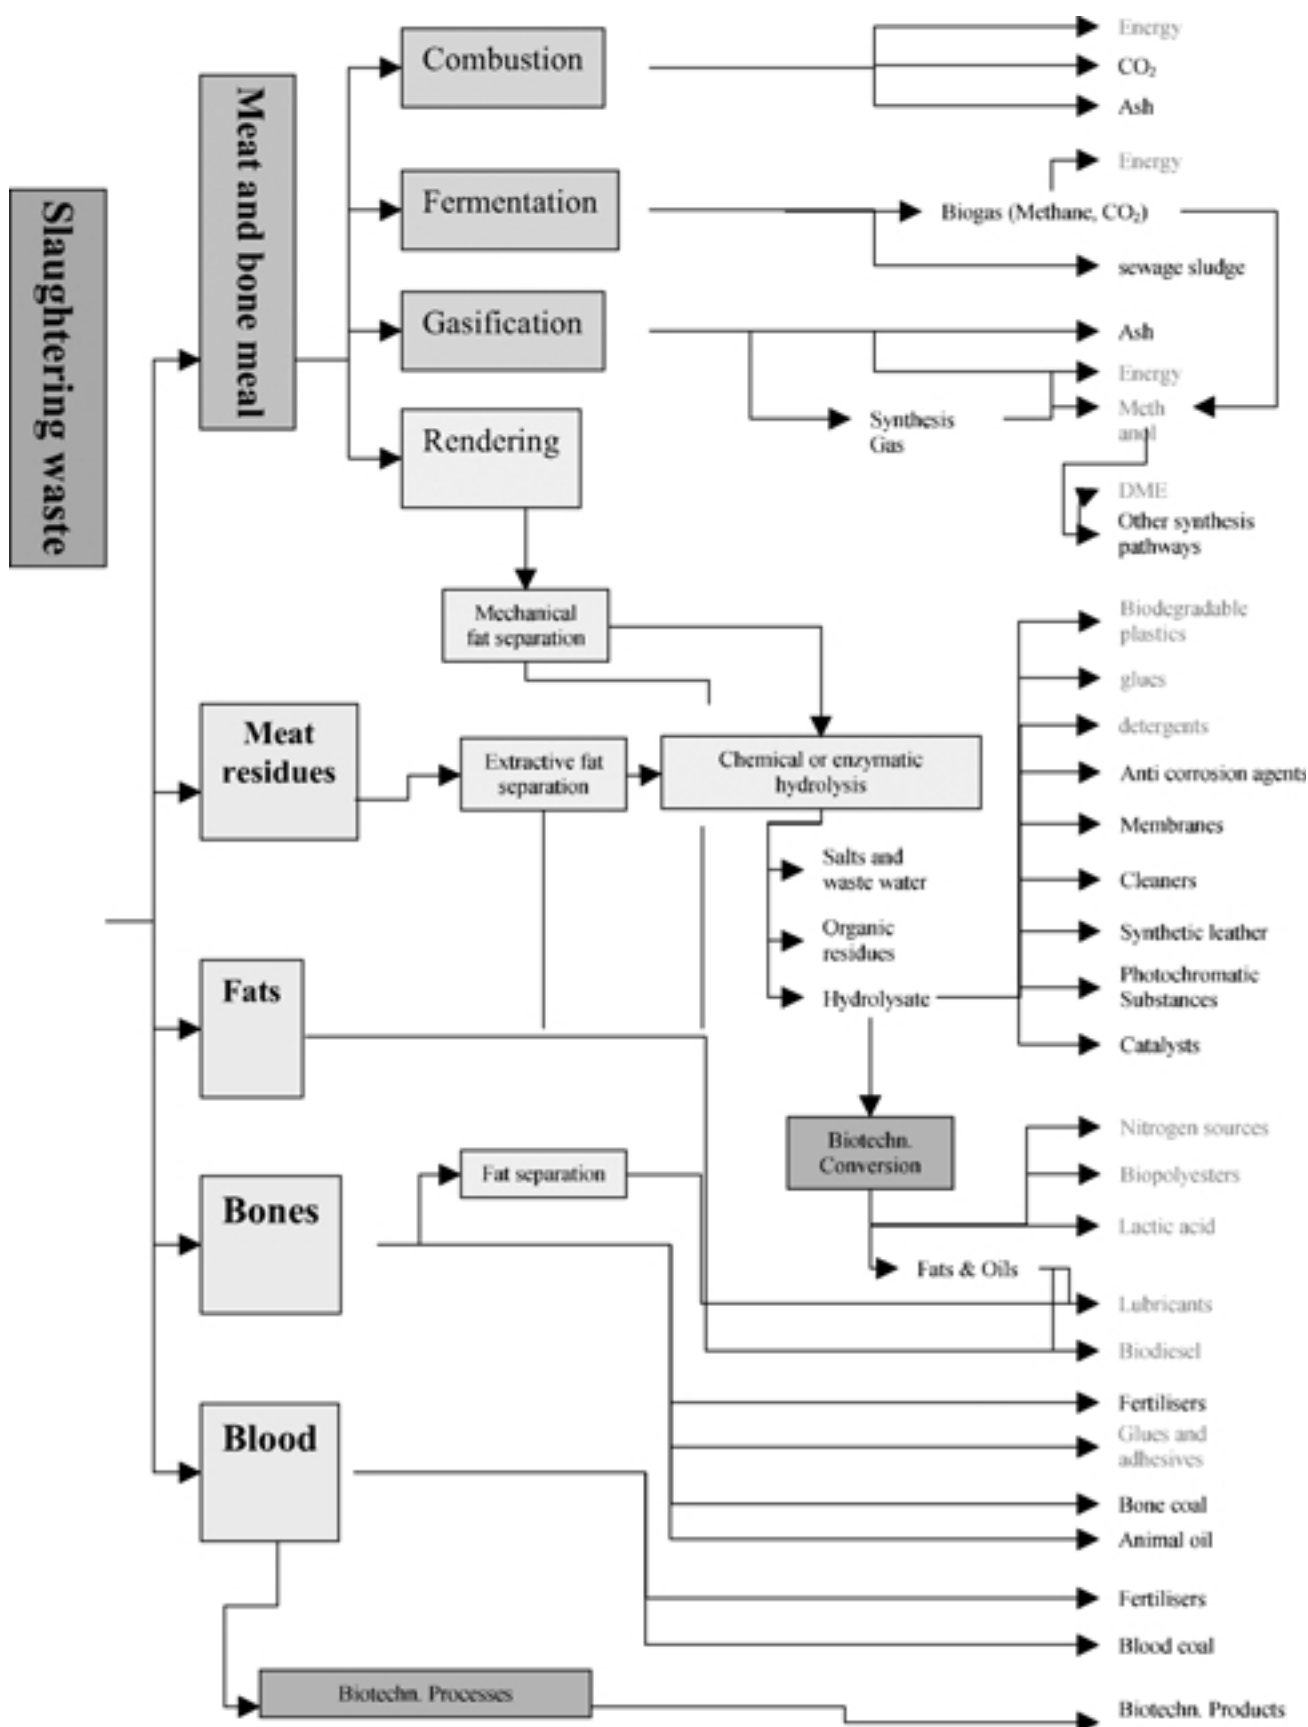 Slaughtering waste
Meat and bone meal
Combustion
Energy
CO₂
Ash
Fermentation
Energy
Biogas (Methane, CO₂)
sewage sludge
Gasification
Ash
Energy
Synthesis
Gas
Meth
anol
Rendering
DME
Other synthesis
pathways
Mechanical
fat separation
Meat
residues
Extractive fat
separation
Chemical or enzymatic
hydrolysis
Salts and
waste water
Organic
residues
Hydrolysate
Biodegradable
plastics
glues
detergents
Anti corrosion agents
Membranes
Cleaners
Synthetic leather
Photochromatic
Substances
Catalysts
Fats
Biotechn.
Conversion
Nitrogen sources
Biopolyesters
Lactic acid
Fats & Oils
Lubricants
Biodiesel
Bones
Fat separation
Fertilisers
Glues and
adhesives
Bone coal
Animal oil
Blood
Fertilisers
Blood coal
Biotechn. Processes
Biotechn. Products